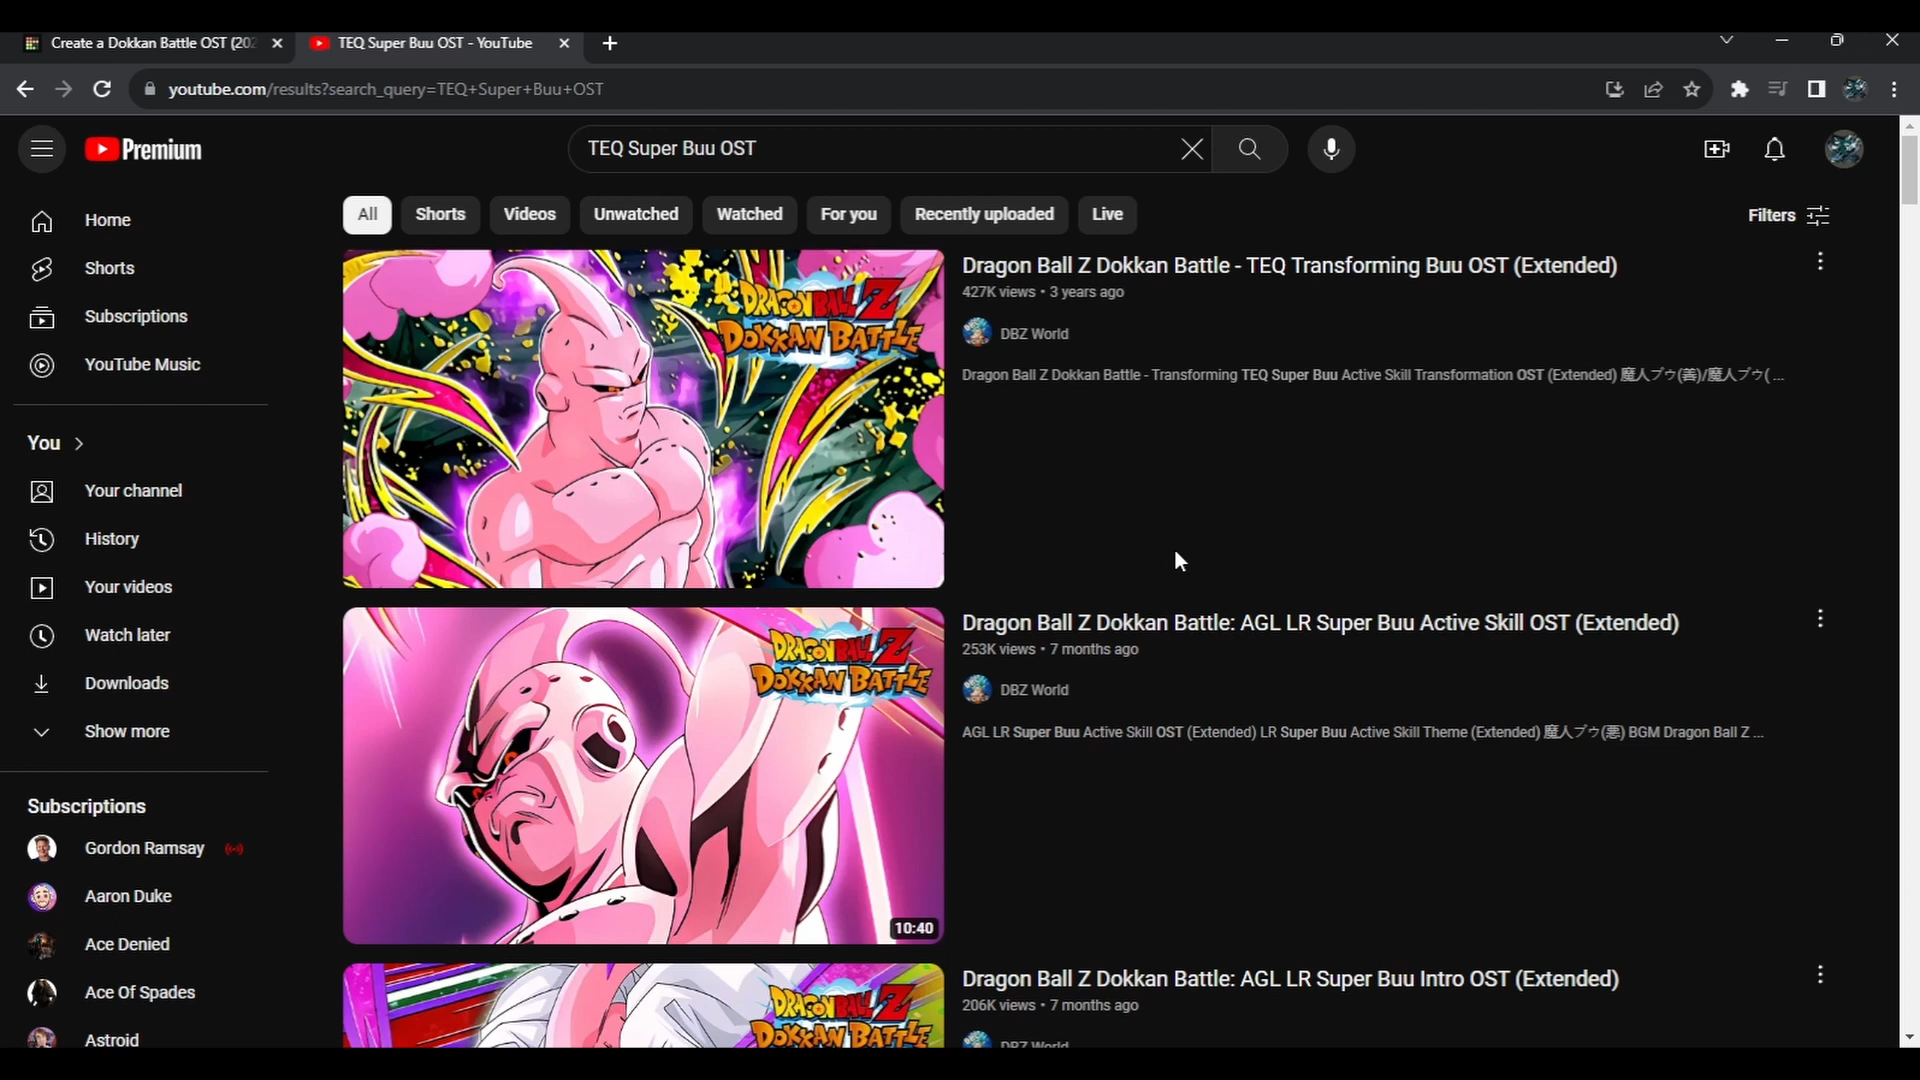 Create a Dokkan Battle OST (202
TEQ Super Buu OST - YouTube
youtube.com/results?search_query=TEQ+Super+Buu+OST
Premium
TEQ Super Buu OST
All
Shorts
Videos
Unwatched
Watched
For you
Recently uploaded
Live
Filters
Home
Shorts
Subscriptions
YouTube Music
You
Your channel
History
Your videos
Watch later
Downloads
Show more
Subscriptions
Gordon Ramsay
Aaron Duke
Ace Denied
Ace Of Spades
Astroid
DRAGON BALL Z
DOKKAN BATTLE
Dragon Ball Z Dokkan Battle - TEQ Transforming Buu OST (Extended)
427K views • 3 years ago
DBZ World
Dragon Ball Z Dokkan Battle - Transforming TEQ Super Buu Active Skill Transformation OST (Extended) 魔人ブウ(善)/魔人ブウ( ...
DRAGON BALL Z
DOKKAN BATTLE
10:40
Dragon Ball Z Dokkan Battle: AGL LR Super Buu Active Skill OST (Extended)
253K views • 7 months ago
DBZ World
AGL LR Super Buu Active Skill OST (Extended) LR Super Buu Active Skill Theme (Extended) 魔人ブウ(悪) BGM Dragon Ball Z ...
DRAGON BALL Z
DOKKAN BATTLE
Dragon Ball Z Dokkan Battle: AGL LR Super Buu Intro OST (Extended)
206K views • 7 months ago
DBZ World